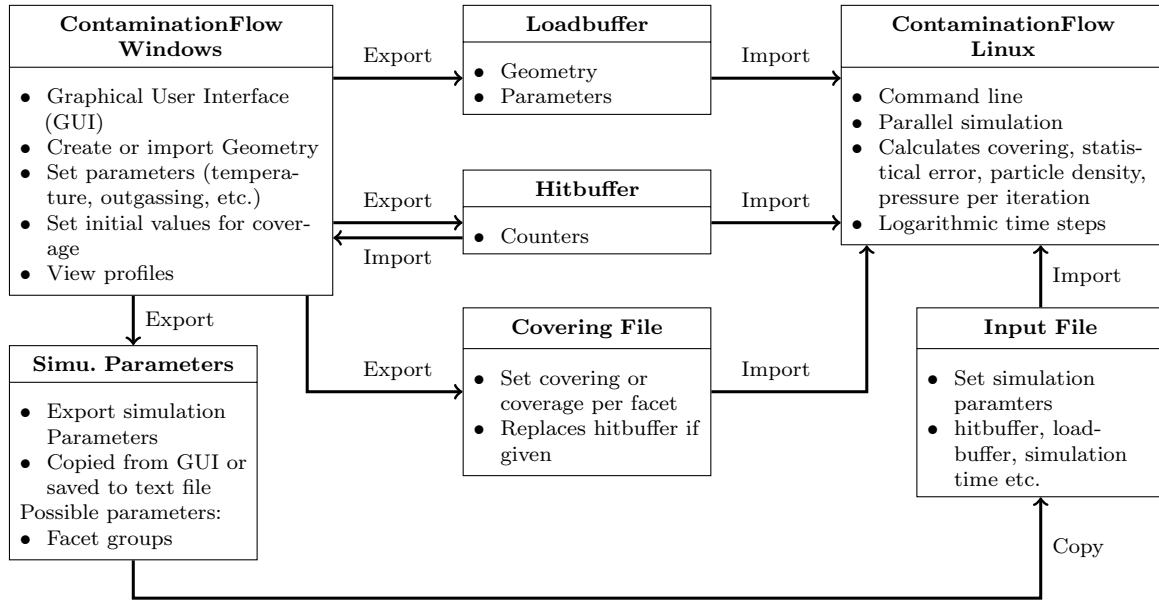 ContaminationFlow
Windows
• Graphical User Interface
(GUI)
• Create or import Geometry
• Set parameters (tempera-
ture, outgassing, etc.)
• Set initial values for cover-
age
• View profiles
Export
Loadbuffer
• Geometry
• Parameters
Import
ContaminationFlow
Linux
• Command line
• Parallel simulation
• Calculates covering, statis-
tical error, particle density,
pressure per iteration
• Logarithmic time steps
Export
Import
Hitbuffer
• Counters
Import
Export
Covering File
• Set covering or
coverage per facet
• Replaces hitbuffer if
given
Import
Export
Simu. Parameters
• Export simulation
Parameters
• Copied from GUI or
saved to text file
Possible parameters:
• Facet groups
Import
Input File
• Set simulation
paramters
• hitbuffer, load-
buffer, simulation
time etc.
Copy